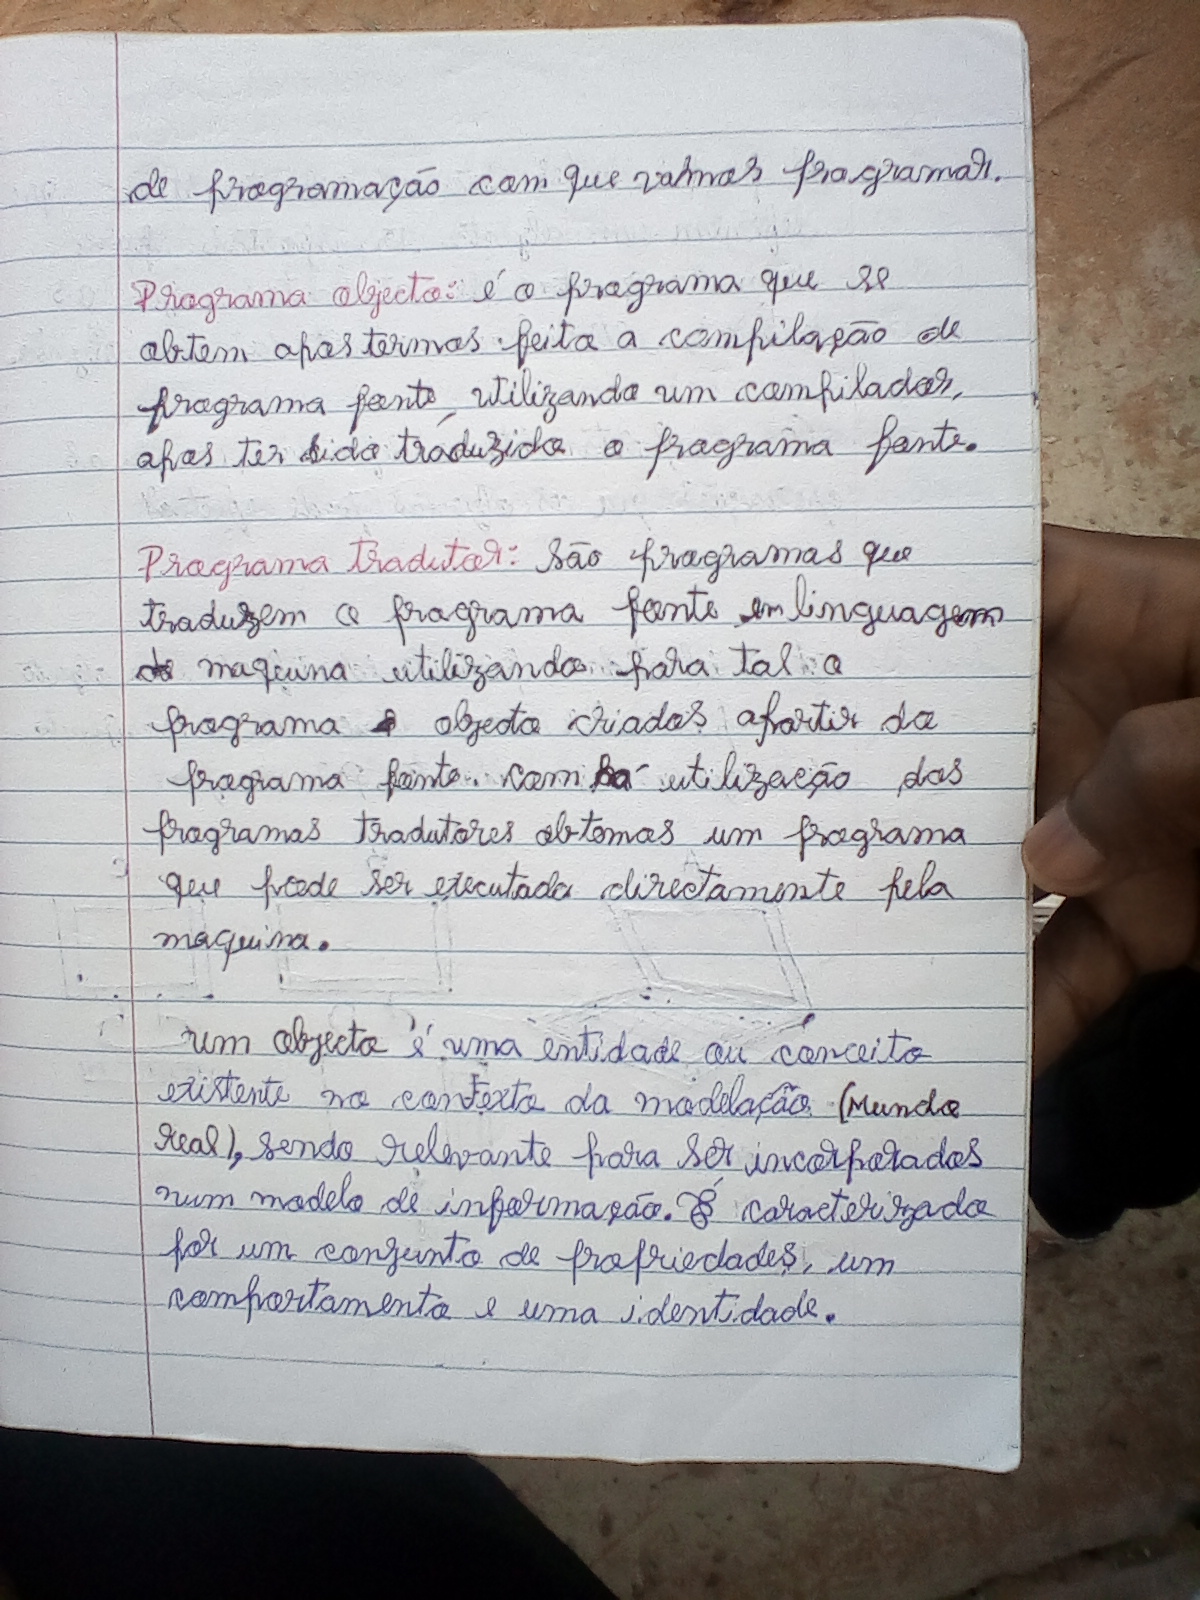 de programação com que vamos programar.
Programa objecto: é o programa que se
obtem apos termos feita a compilação de
programa fonte, utilizando um compilador,
apos ter sido traduzido o programa fonte.
Programa tradutor: são programas que
traduzem o programa fonte em linguagem
de maquina utilizando para tal o
programa objecto criados apartir do
programa fonte. com a utilização dos
programas tradutores obtemos um programa
que pode ser executada directamente pela
maquina.
um objecto é uma entidade ou conceito
existente no contexto da modelação (Mundo
real), sendo relevante para ser incorporados
num modelo de informação. É caracterizado
por um conjunto de propriedades, um
comportamento e uma identidade.